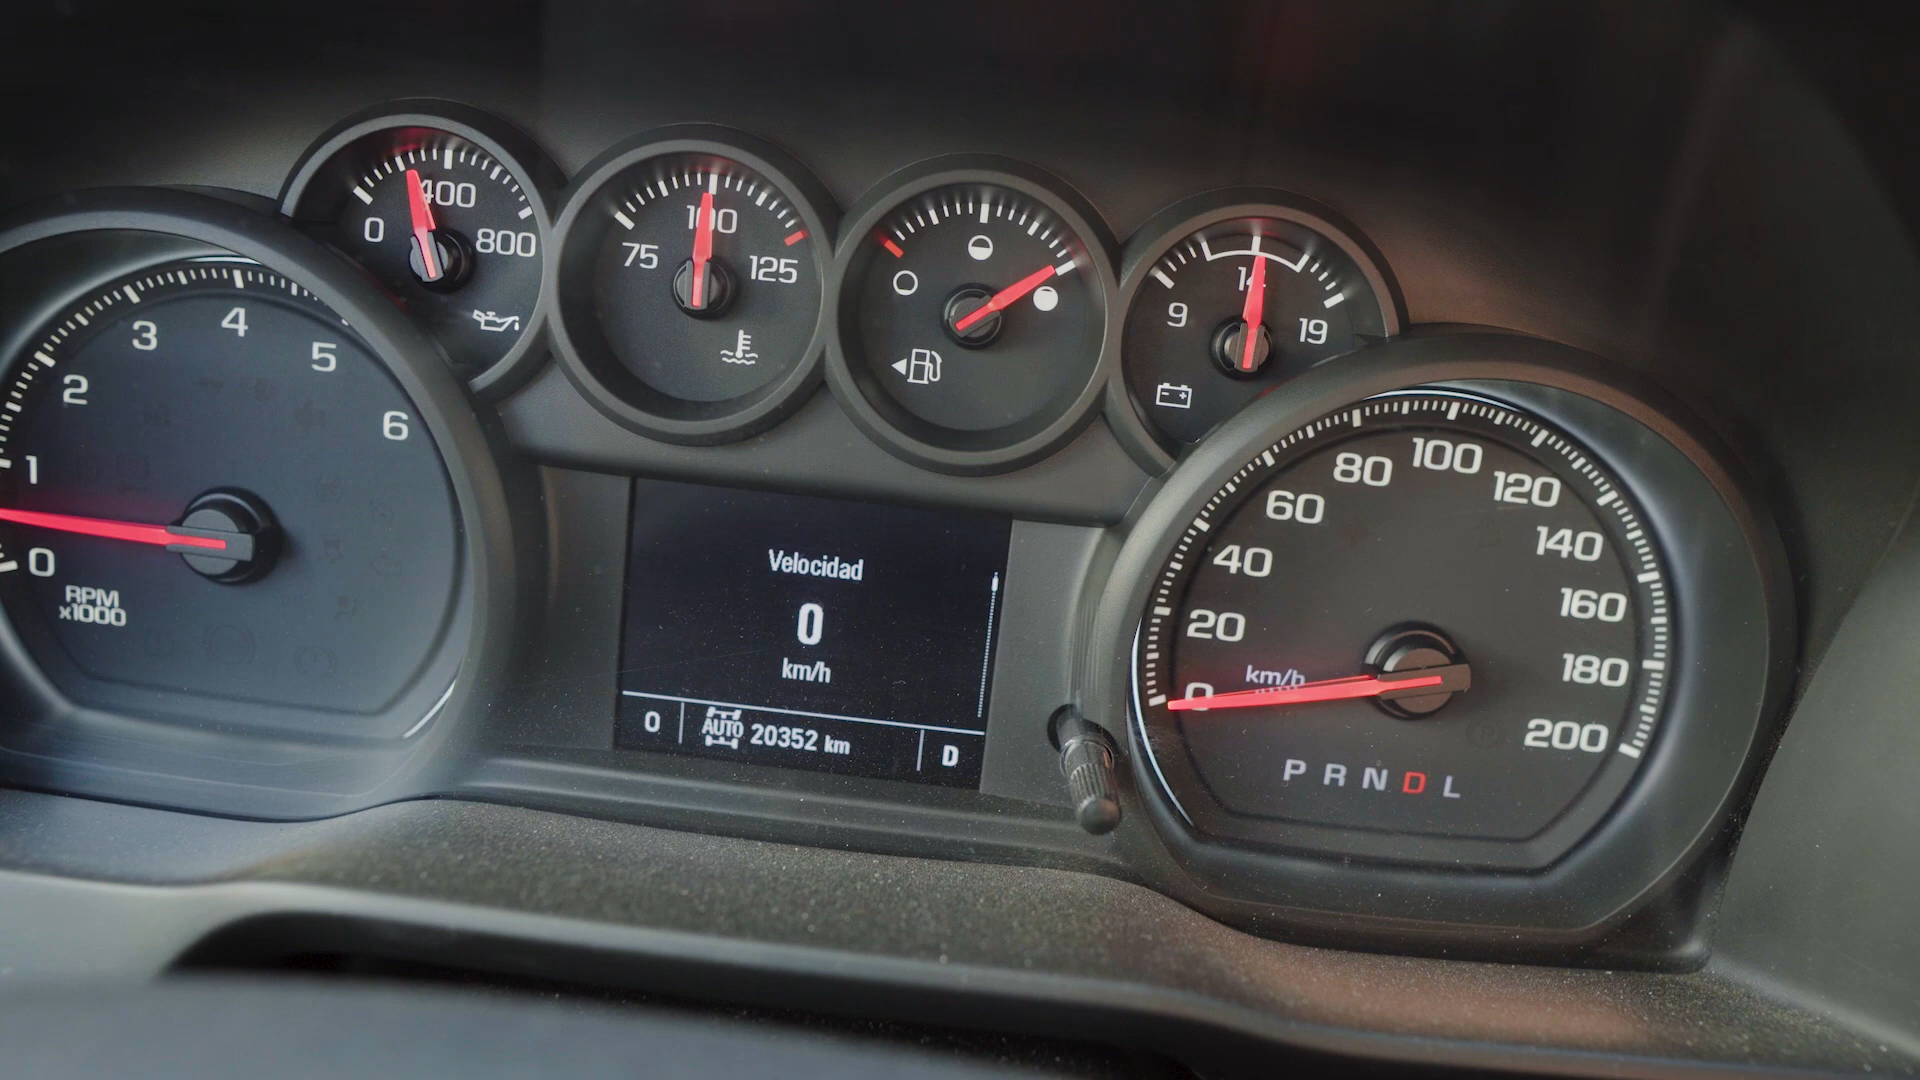 0 400 800
75 100 125
9 14 19
0 1 2 3 4 5 6
RPM
x1000
Velocidad
0
km/h
0 AUTO 20352 km D
0 20 40 60 80 100 120 140 160 180 200
km/h
P R N D L